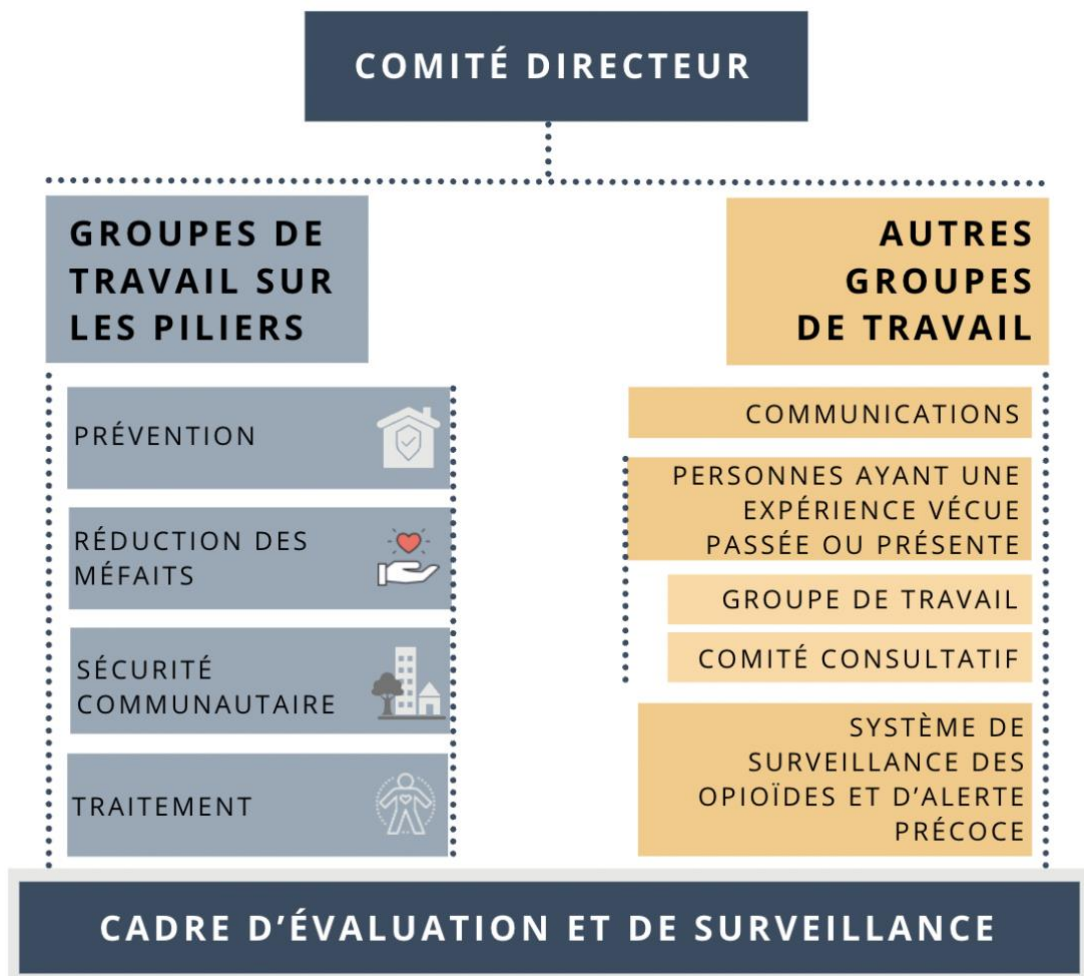 COMITÉ DIRECTEUR
GROUPES DE
TRAVAIL SUR
LES PILIERS
PRÉVENTION
RÉDUCTION DES
MÉFAITS
SÉCURITÉ
COMMUNAUTAIRE
TRAITEMENT
AUTRES
GROUPES
DE TRAVAIL
COMMUNICATIONS
PERSONNES AYANT UNE
EXPÉRIENCE VÉCUE
PASSÉE OU PRÉSENTE
GROUPE DE TRAVAIL
COMITÉ CONSULTATIF
SYSTÈME DE
SURVEILLANCE DES
OPIOÏDES ET D’ALERTE
PRÉCOCE
CADRE D’ÉVALUATION ET DE SURVEILLANCE